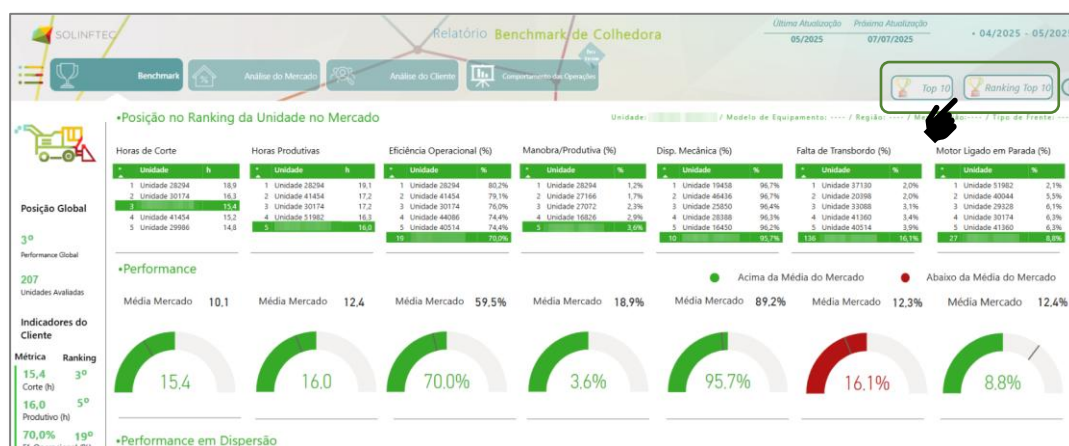 SOLINFTEC
Relatório Benchmark de Colhedora
Última Atualização Próxima Atualização
05/2025 07/07/2025
• 04/2025 - 05/2025
Benchmark
Análise do Mercado
Análise do Cliente
Comportamento das Operações
Top 10
Ranking Top 10
•Posição no Ranking da Unidade no Mercado
Unidade: / Modelo de Equipamento: ---- / Região: ---- / ---- / Tipo de Frente: ----
Horas de Corte
Unidade h
1 Unidade 28294 18,9
2 Unidade 30174 16,3
3 15,4
4 Unidade 41454 15,2
5 Unidade 29986 14,8
Horas Produtivas
Unidade h
1 Unidade 28294 19,1
2 Unidade 41454 17,2
3 Unidade 30174 17,2
4 Unidade 51982 16,3
5 16,0
Eficiência Operacional (%)
Unidade %
1 Unidade 28294 80,2%
2 Unidade 41454 79,1%
3 Unidade 30174 76,0%
4 Unidade 44086 74,4%
5 Unidade 40514 74,4%
19 70,0%
Manobra/Produtiva (%)
Unidade %
1 Unidade 28294 1,2%
2 Unidade 27166 1,7%
3 Unidade 27072 2,3%
4 Unidade 16826 2,9%
5 3,6%
Disp. Mecânica (%)
Unidade %
1 Unidade 19458 96,7%
2 Unidade 46436 96,7%
3 Unidade 25850 96,4%
4 Unidade 28388 96,3%
5 Unidade 16450 96,2%
10 95,7%
Falta de Transbordo (%)
Unidade %
1 Unidade 37130 2,0%
2 Unidade 20398 2,0%
3 Unidade 33088 3,1%
4 Unidade 41360 3,4%
5 Unidade 40514 3,9%
136 16,1%
Motor Ligado em Parada (%)
Unidade %
1 Unidade 51982 2,1%
2 Unidade 40044 5,5%
3 Unidade 29328 6,1%
4 Unidade 30174 6,3%
5 Unidade 41360 6,3%
27 8,8%
Posição Global
3º
Performance Global
207
Unidades Avaliadas
Indicadores do
Cliente
Métrica Ranking
15,4 3º
Corte (h)
16,0 5º
Produtivo (h)
70,0% 19º
•Performance
Acima da Média do Mercado Abaixo da Média do Mercado
Média Mercado 10,1
Média Mercado 12,4
Média Mercado 59,5%
Média Mercado 18,9%
Média Mercado 89,2%
Média Mercado 12,3%
Média Mercado 12,4%
15.4
16.0
70.0%
3.6%
95.7%
16.1%
8.8%
•Performance em Dispersão